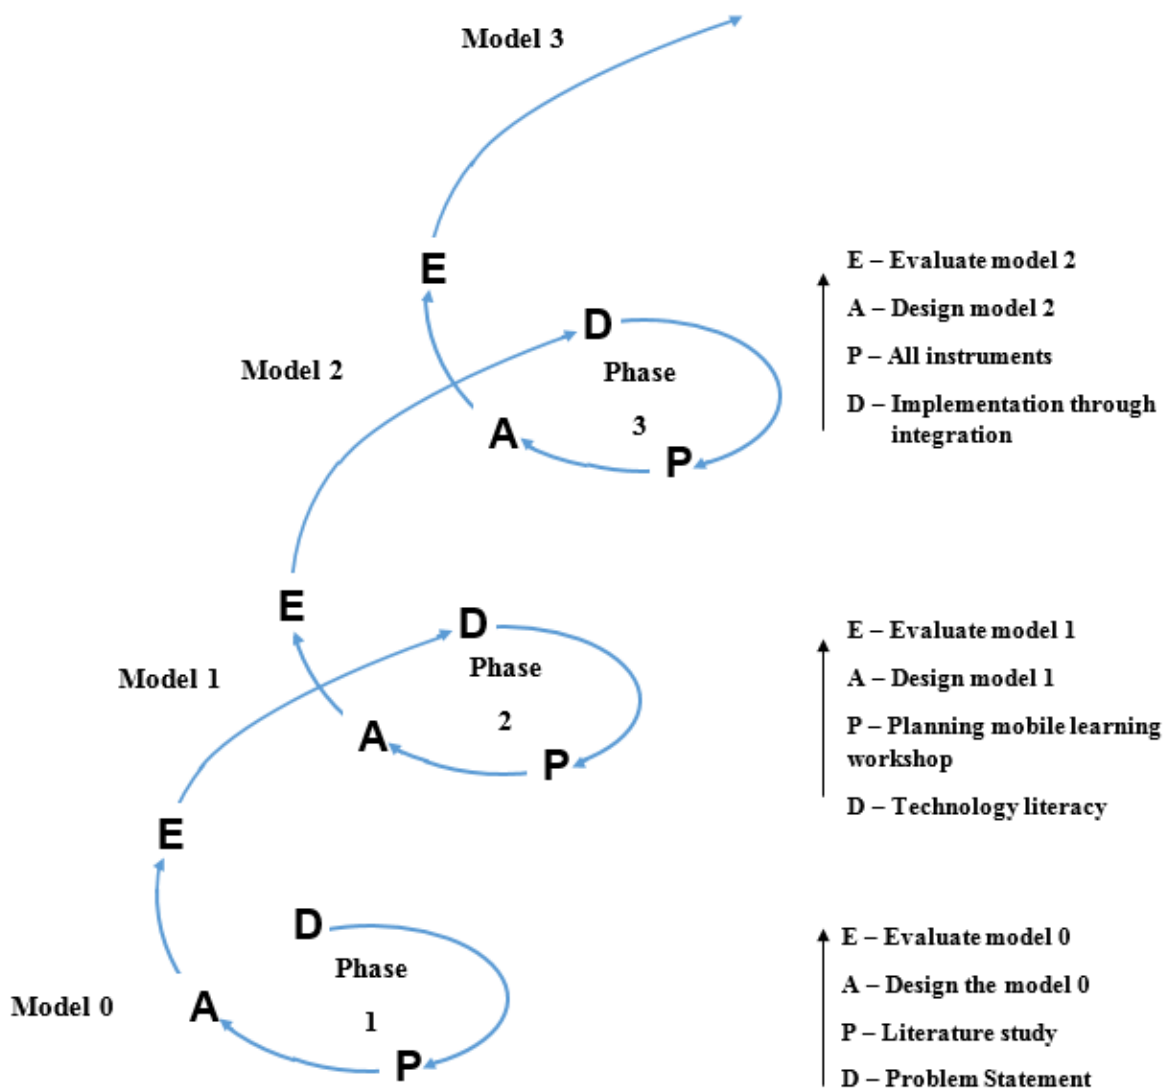 Model 3
E
E – Evaluate model 2
A – Design model 2
P – All instruments
D – Implementation through
integration
D
Phase
3
Model 2
A
P
E
E – Evaluate model 1
A – Design model 1
P – Planning mobile learning
workshop
D – Technology literacy
D
Phase
2
Model 1
A
P
E
E – Evaluate model 0
A – Design the model 0
P – Literature study
D – Problem Statement
D
Phase
1
Model 0
A
P